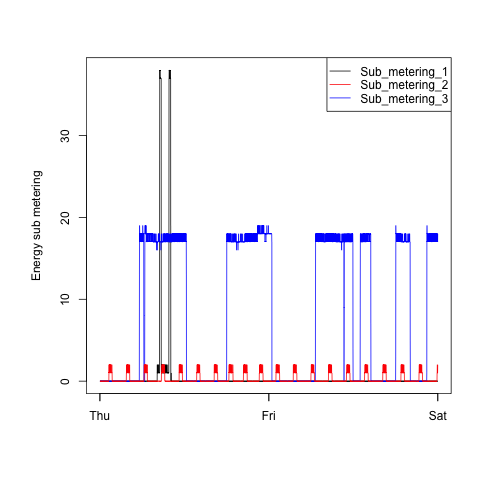 Sub_metering_1
Sub_metering_2
Sub_metering_3
Energy sub metering
30
20
10
0
Thu
Fri
Sat